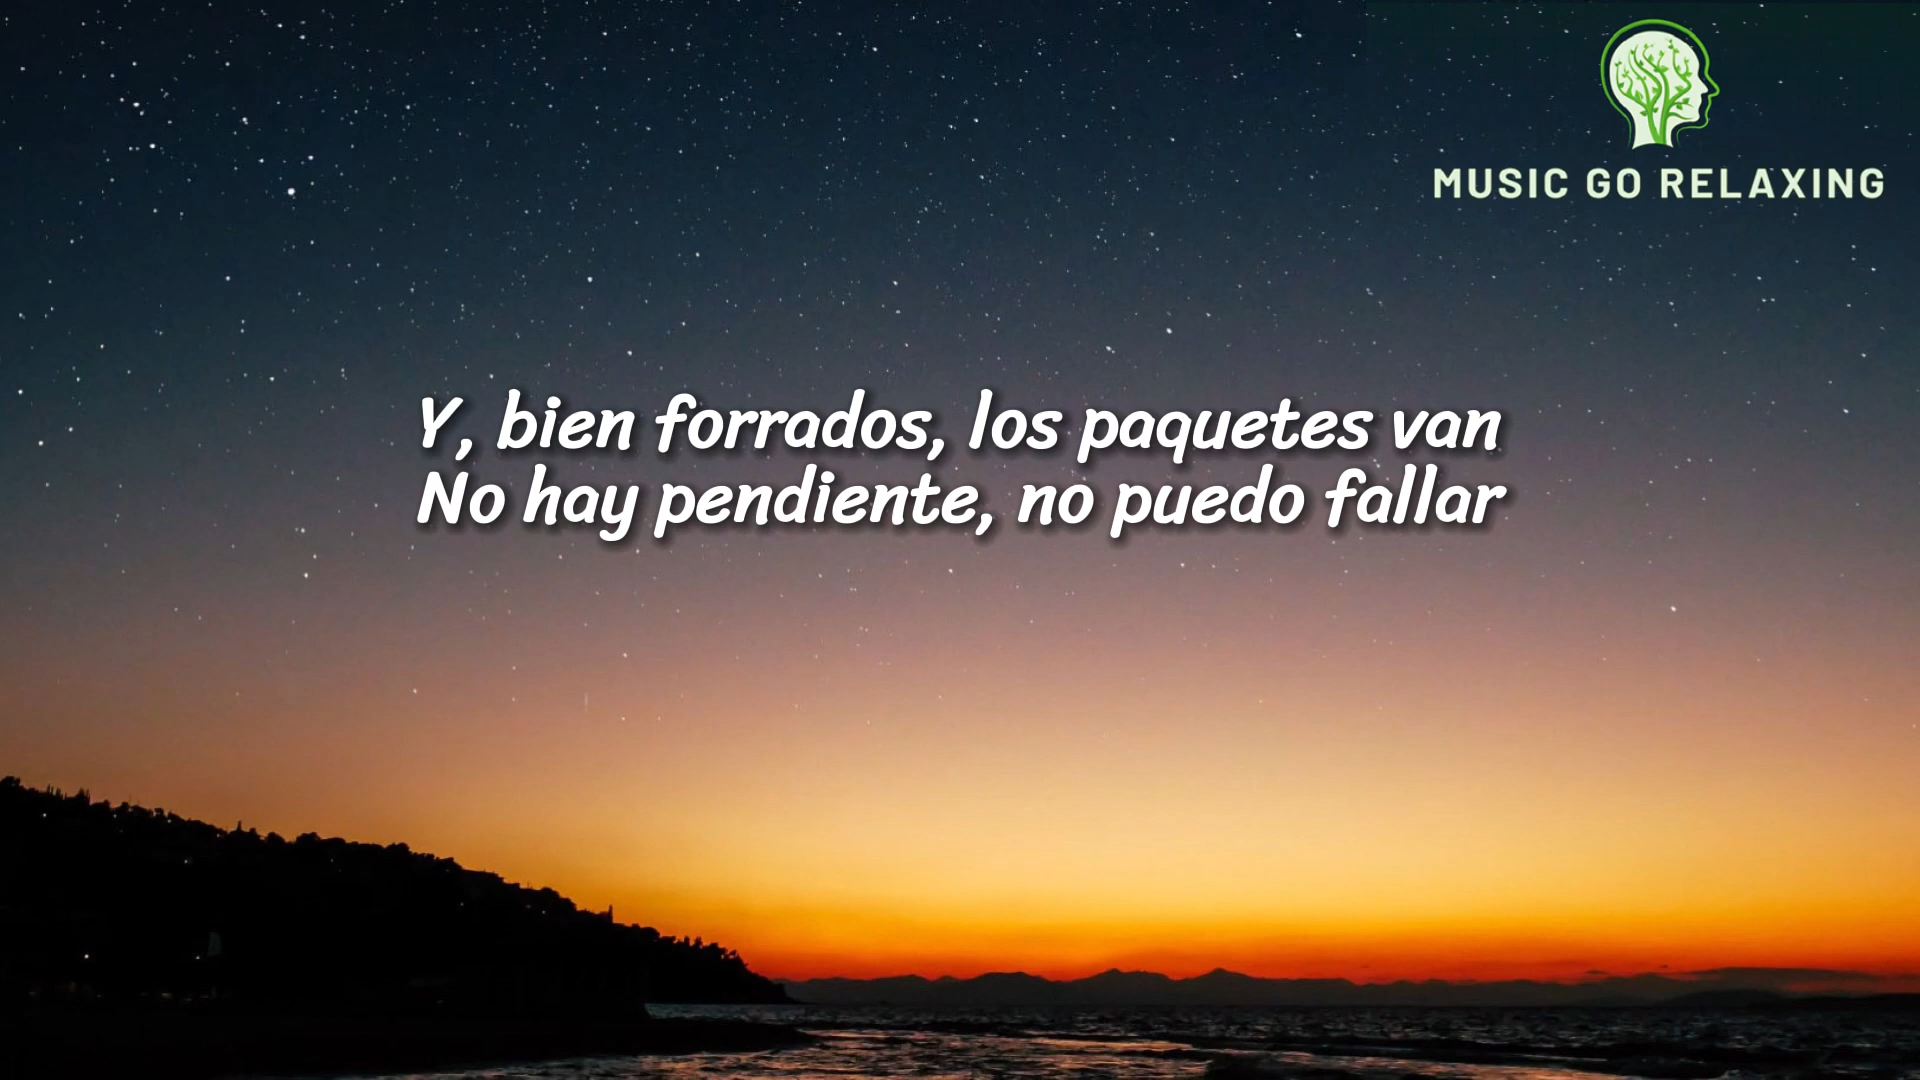 MUSIC GO RELAXING
Y, bien forrados, los paquetes van
No hay pendiente, no puedo fallar